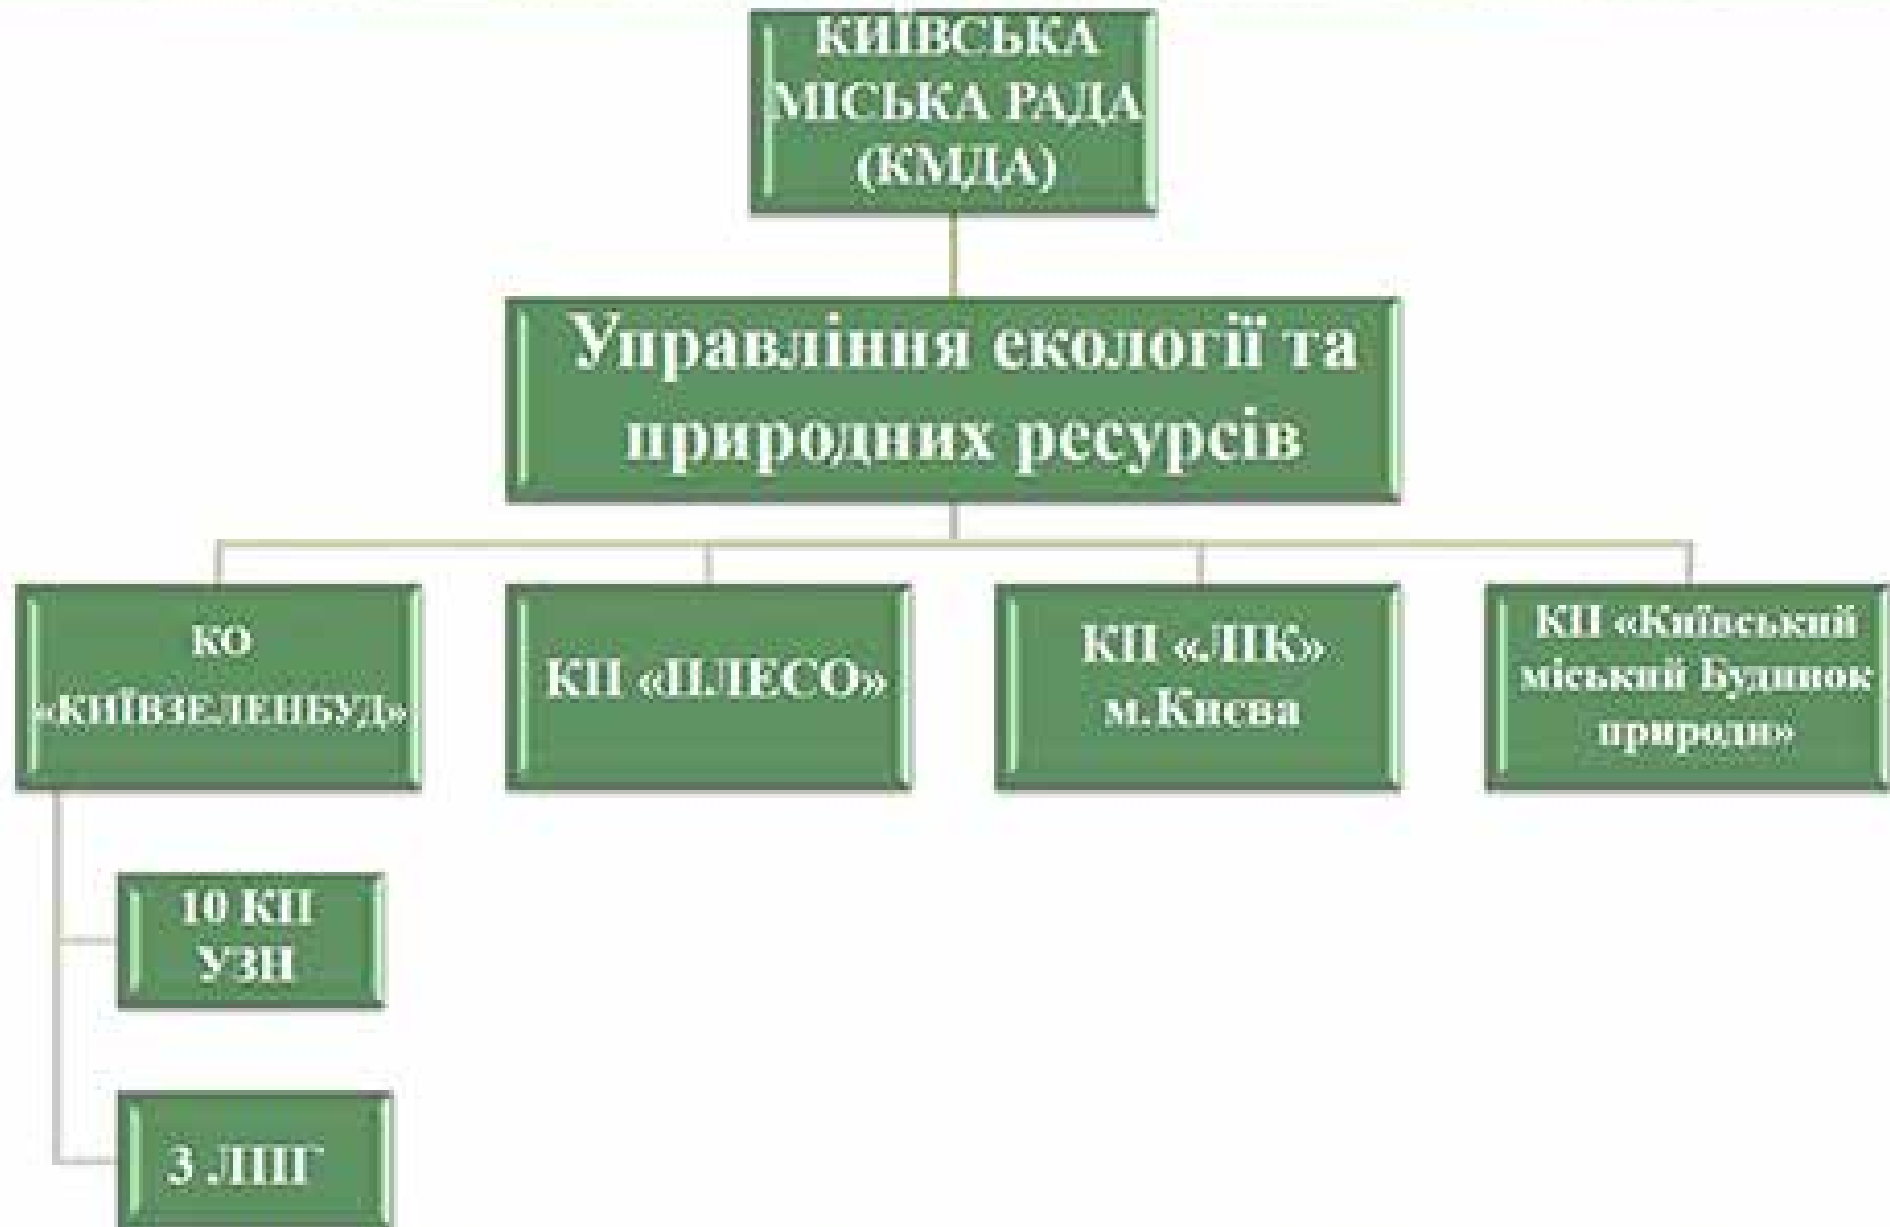 КИЇВСЬКА
МІСЬКА РАДА
(КМДА)
Управління екології та
природних ресурсів
КО
«КИЇВЗЕЛЕНБУД»
КП «ПЛЕСО»
КП «ЛПК»
м.Києва
КП «Київський
міський Будинок
природи»
10 КП
УЗН
3 ЛПГ